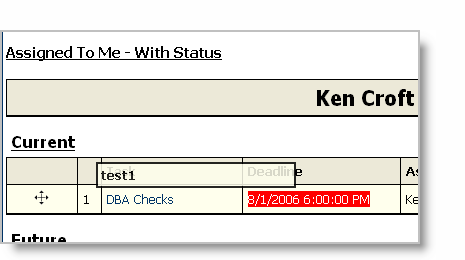 Assigned To Me - With Status
Ken Croft
Current
Task Deadline As
test1
1 DBA Checks 8/1/2006 6:00:00 PM Ke
Future